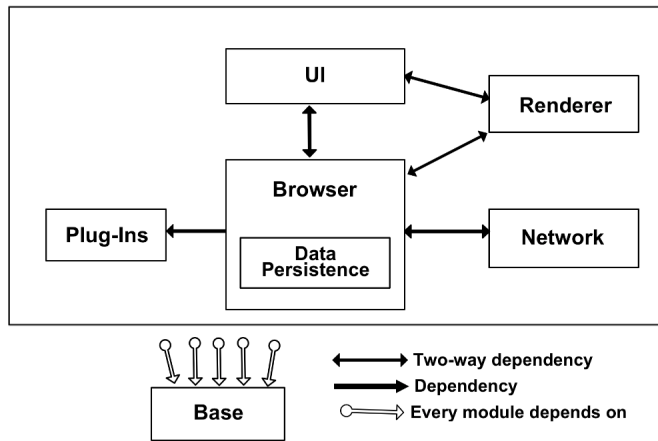 UI
Renderer
Browser
Plug-Ins
Data
Persistence
Network
Base
Two-way dependency
Dependency
Every module depends on